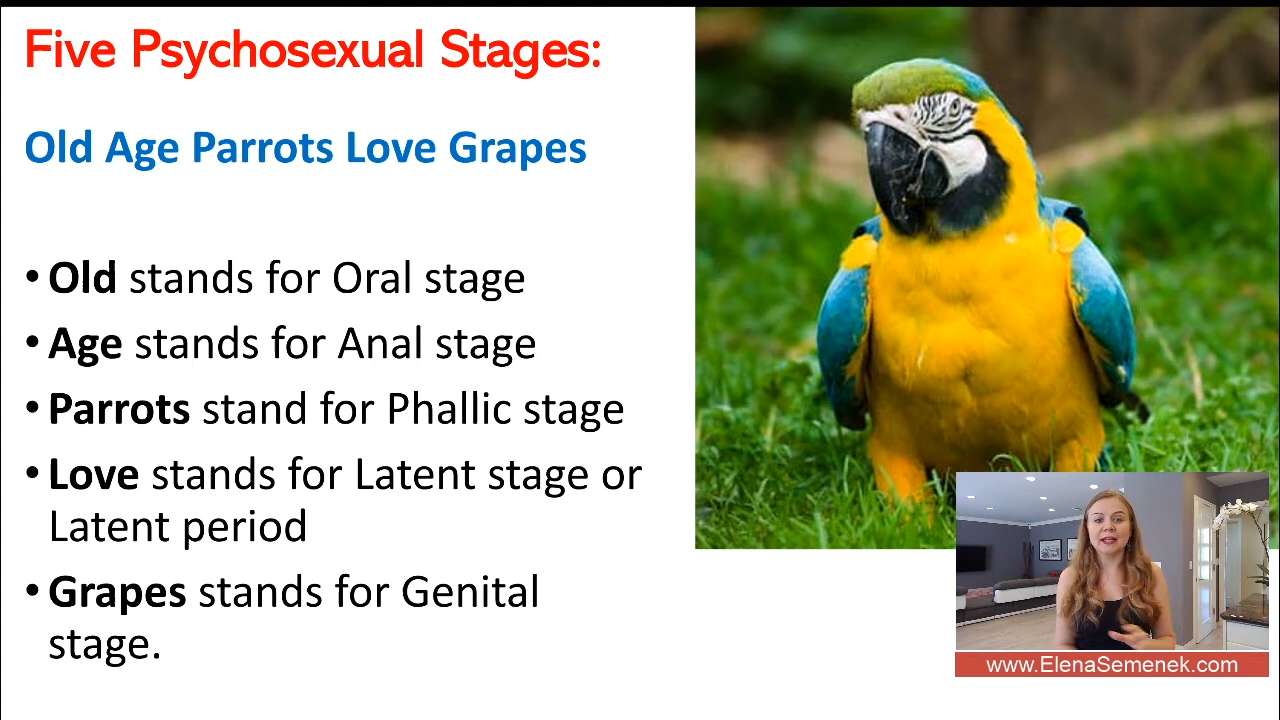 Five Psychosexual Stages:
Old Age Parrots Love Grapes
• Old stands for Oral stage
• Age stands for Anal stage
• Parrots stand for Phallic stage
• Love stands for Latent stage or
Latent period
• Grapes stands for Genital
stage.
www.ElenaSemenek.com